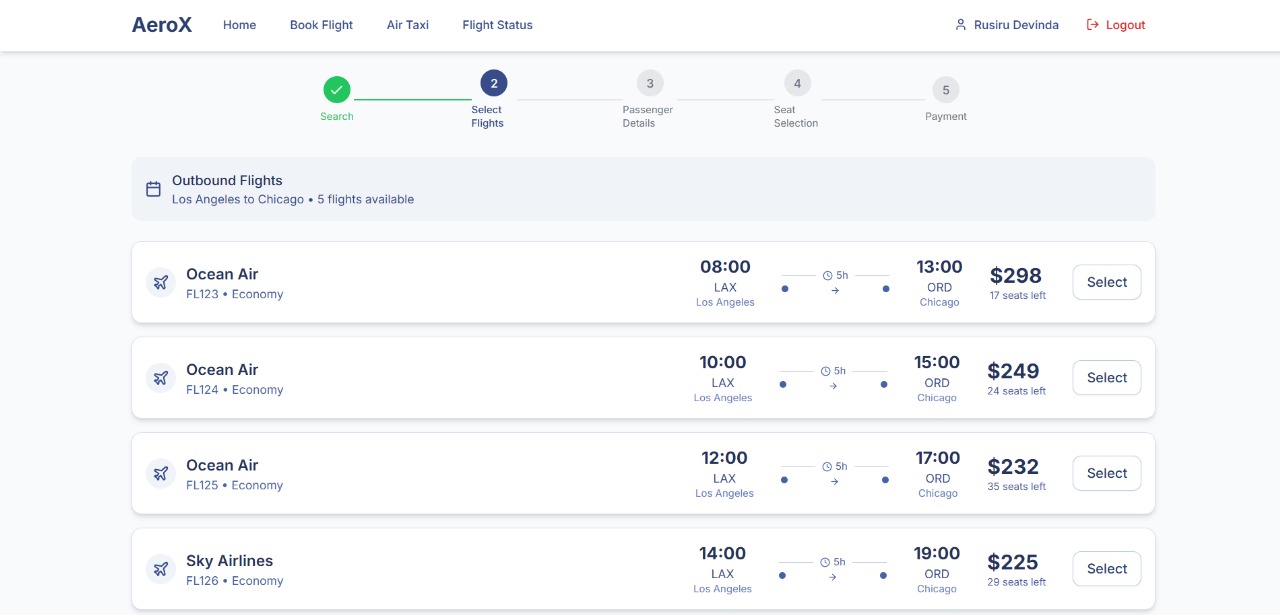 AeroX Home Book Flight Air Taxi Flight Status Rusiru Devinda Logout
2 3 4 5
Search Select Flights Passenger Details Seat Selection Payment
Outbound Flights
Los Angeles to Chicago • 5 flights available
Ocean Air
FL123 • Economy
08:00
LAX
Los Angeles
5h
13:00
ORD
Chicago
$298
17 seats left
Select
Ocean Air
FL124 • Economy
10:00
LAX
Los Angeles
5h
15:00
ORD
Chicago
$249
24 seats left
Select
Ocean Air
FL125 • Economy
12:00
LAX
Los Angeles
5h
17:00
ORD
Chicago
$232
35 seats left
Select
Sky Airlines
FL126 • Economy
14:00
LAX
Los Angeles
5h
19:00
ORD
Chicago
$225
29 seats left
Select